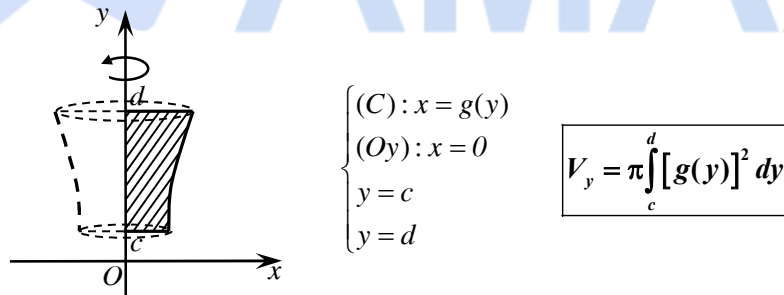 y
d
c
O
x
(C) : x = g(y)
(Oy) : x = 0
y = c
y = d
V_y = π∫_c^d [g(y)]² dy